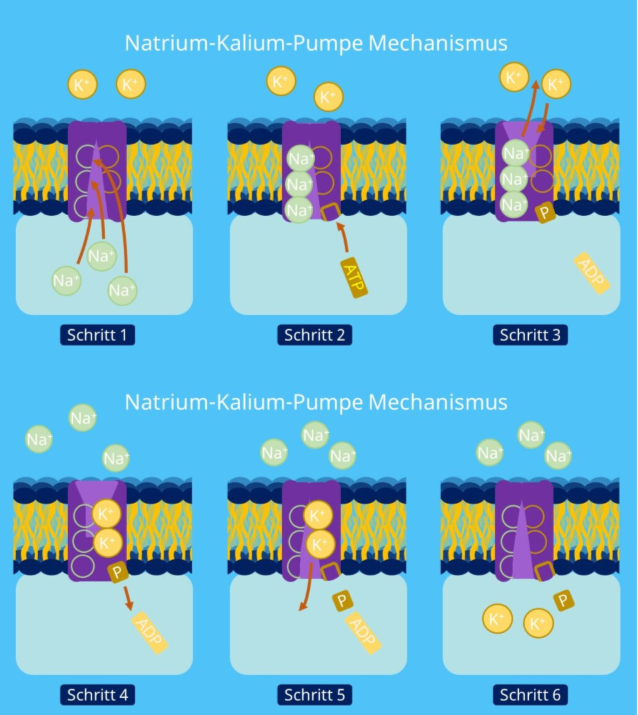 Natrium-Kalium-Pumpe Mechanismus
K⁺ K⁺ K⁺ K⁺ K⁺ K⁺
Na⁺ Na⁺ Na⁺ Na⁺ Na⁺ Na⁺ Na⁺ Na⁺ Na⁺
P
ATP ADP
Schritt 1 Schritt 2 Schritt 3
Natrium-Kalium-Pumpe Mechanismus
Na⁺ Na⁺ Na⁺ Na⁺ Na⁺ Na⁺ Na⁺ Na⁺ Na⁺
K⁺ K⁺
K⁺ K⁺
P P P
K⁺ K⁺
ADP ADP
Schritt 4 Schritt 5 Schritt 6